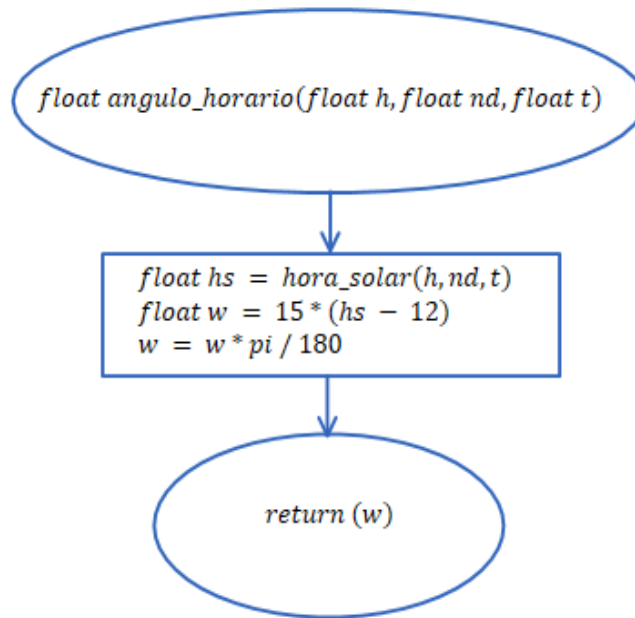 float angulo_horario(float h, float nd, float t)
float hs = hora_solar(h, nd, t)
float w = 15 * (hs − 12)
w = w * pi / 180
return (w)